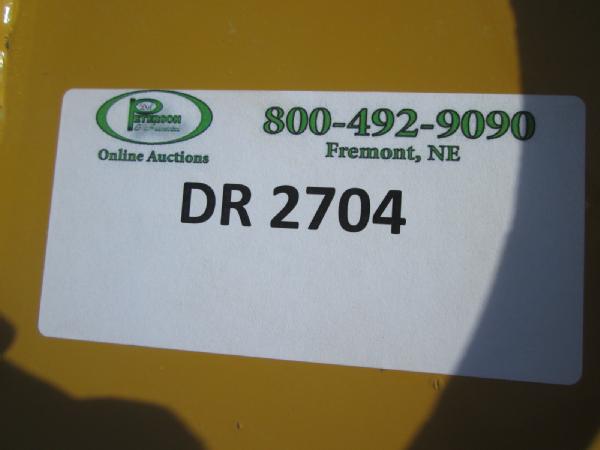 PETERSON
Online Auctions
800-492-9090
Fremont, NE
DR 2704